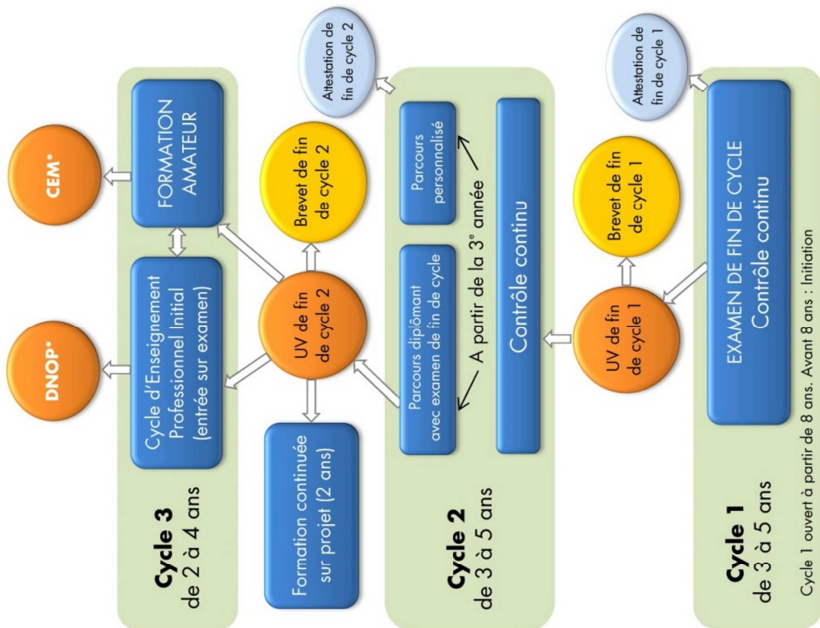 DNOP*
CEM*
Cycle 3
de 2 à 4 ans
Cycle d'Enseignement
Professionnel Initial
(entrée sur examen)
FORMATION
AMATEUR
Formation continuée
sur projet (2 ans)
UV de fin
de cycle 2
Brevet de fin
de cycle 2
Attestation de
fin de cycle 2
Cycle 2
de 3 à 5 ans
Parcours diplômant
avec examen de fin de cycle
Parcours
personnalisé
A partir de la 3e année
Contrôle continu
UV de fin
de cycle 1
Brevet de fin
de cycle 1
Attestation de
fin de cycle 1
Cycle 1
de 3 à 5 ans
EXAMEN DE FIN DE CYCLE
Contrôle continu
Cycle 1 ouvert à partir de 8 ans. Avant 8 ans : Initiation